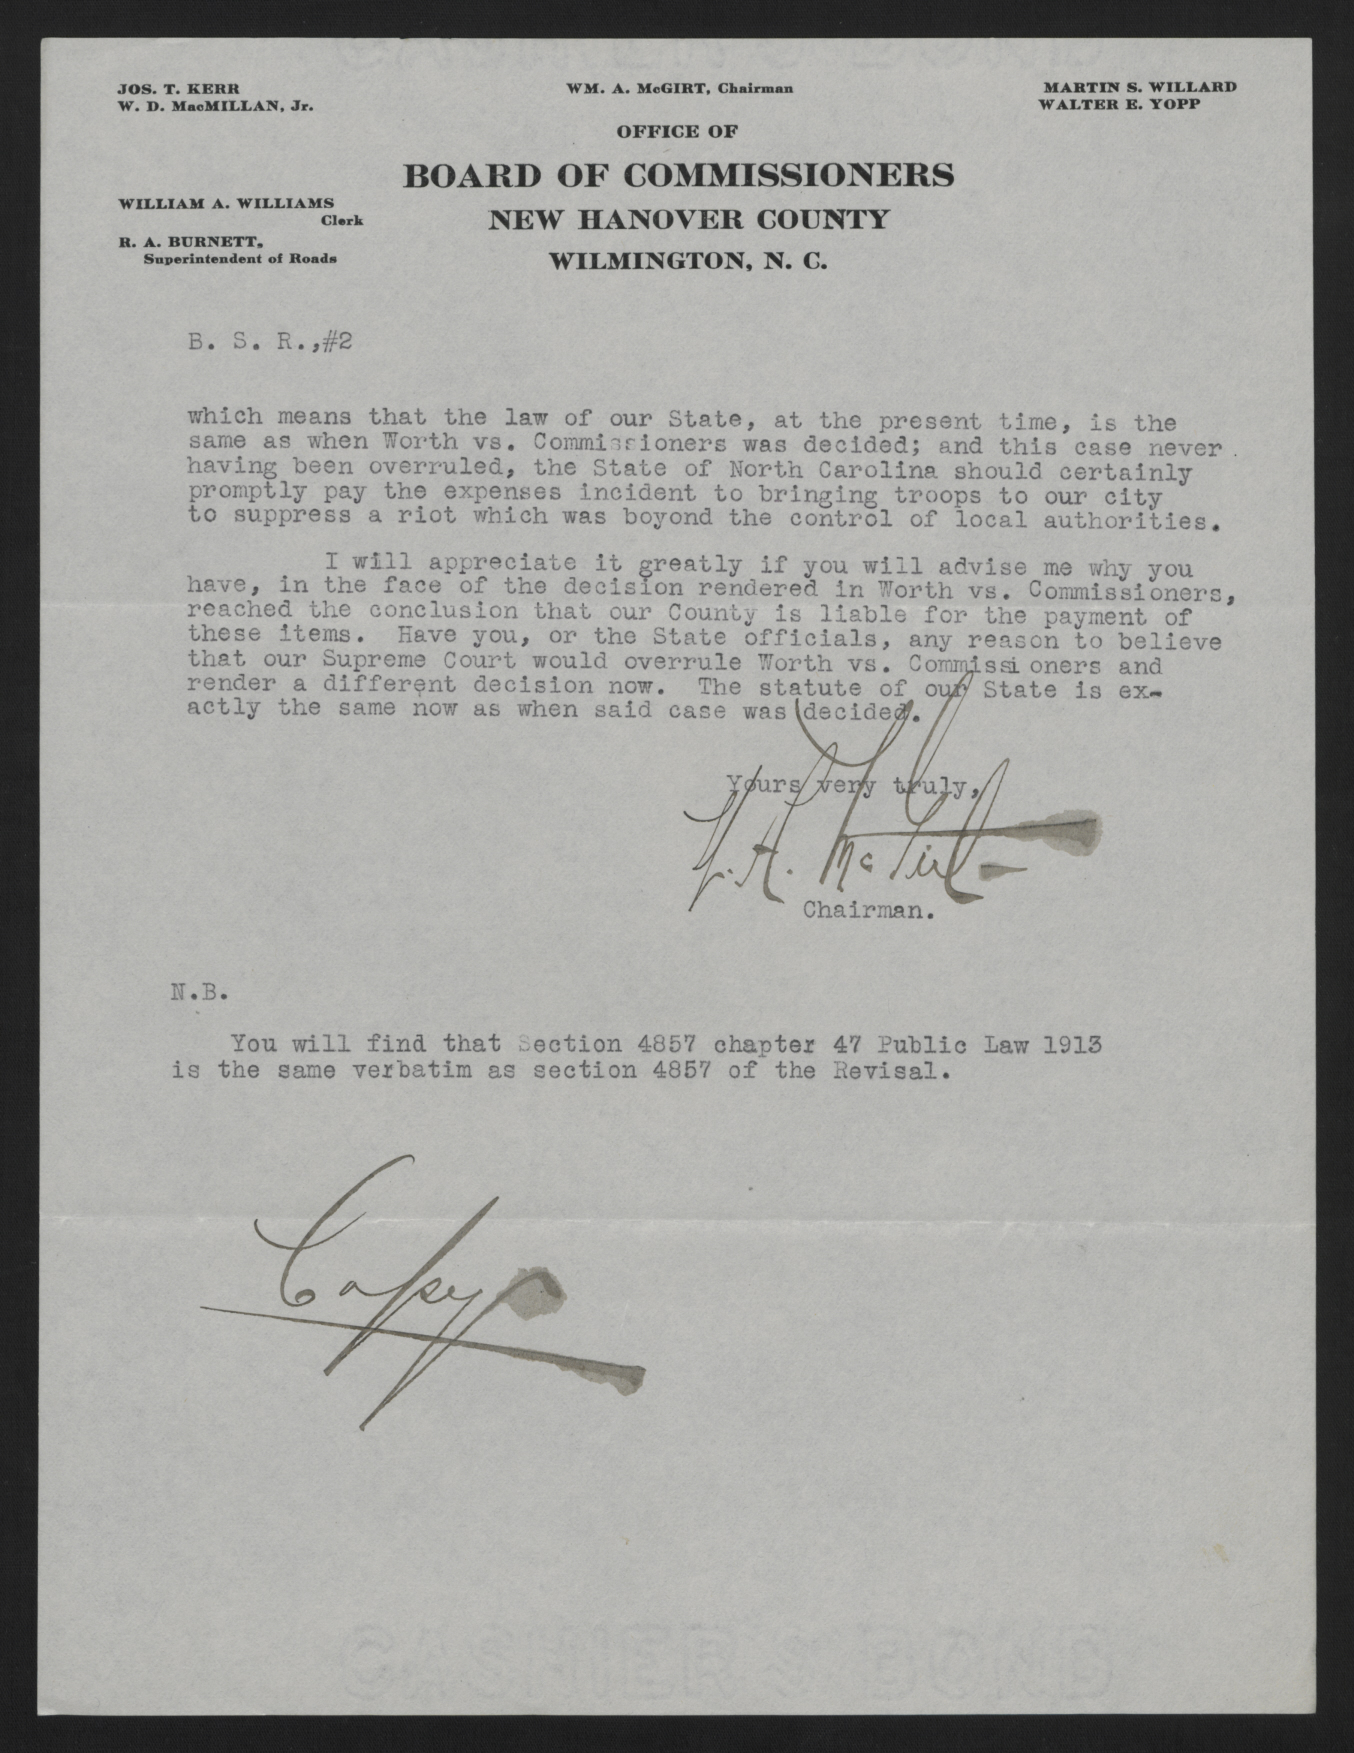 JOS. T. KERR
W. D. MacMILLAN, Jr.
WM. A. McGIRT, Chairman
MARTIN S. WILLARD
WALTER E. YOPP
OFFICE OF
BOARD OF COMMISSIONERS
NEW HANOVER COUNTY
WILMINGTON, N. C.
WILLIAM A. WILLIAMS
Clerk
R. A. BURNETT,
Superintendent of Roads
B. S. R.,#2
which means that the law of our State, at the present time, is the
same as when Worth vs. Commissioners was decided; and this case never
having been overruled, the State of North Carolina should certainly
promptly pay the expenses incident to bringing troops to our city
to suppress a riot which was boyond the control of local authorities.
I will appreciate it greatly if you will advise me why you
have, in the face of the decision rendered in Worth vs. Commissioners,
reached the conclusion that our County is liable for the payment of
these items. Have you, or the State officials, any reason to believe
that our Supreme Court would overrule Worth vs. Commissi oners and
render a different decision now. The statute of our State is ex-
actly the same now as when said case was decided.
Yours very truly,
W. A. McGirt
Chairman.
N.B.
You will find that Section 4857 chapter 47 Public Law 1913
is the same verbatim as section 4857 of the Revisal.
Copy
CASHIER'S BOND